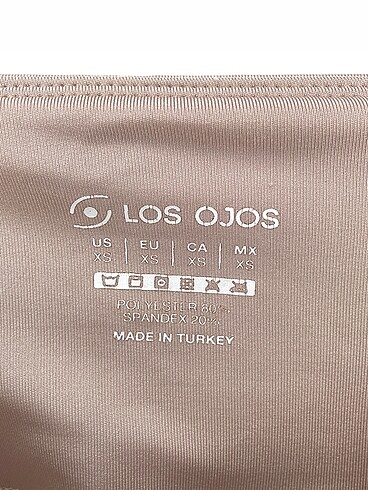 LOS OJOS
US | EU | CA | MX
XS | XS | XS | XS
POLYESTER 80%
SPANDEX 20%
MADE IN TURKEY